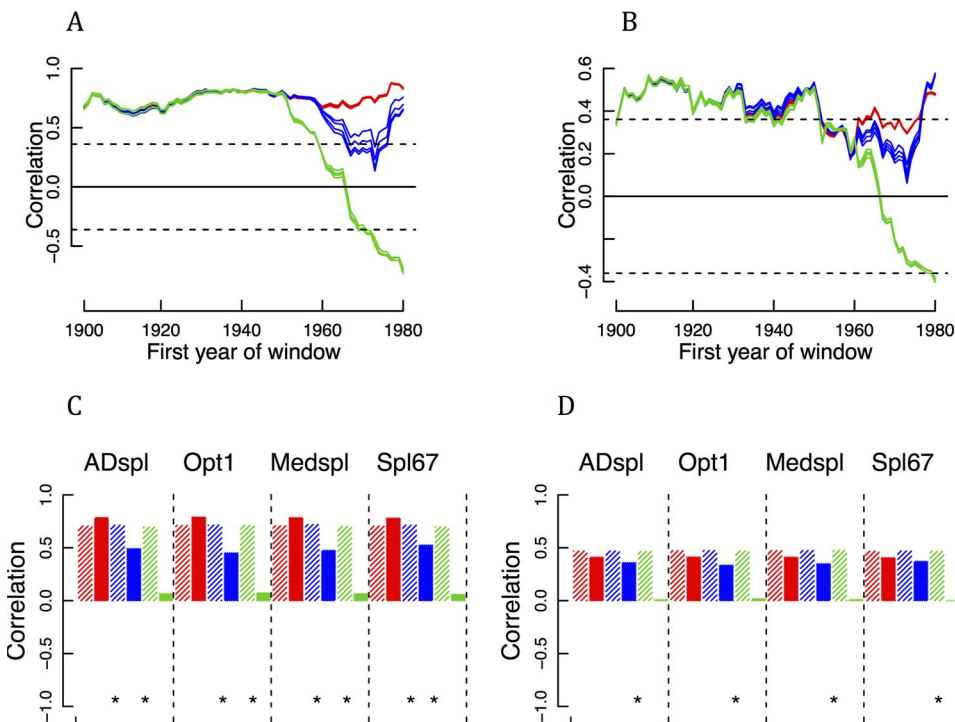 A
Correlation
1.0
0.5
0.0
−0.5
1900 1920 1940 1960 1980
First year of window
B
Correlation
0.6
0.4
0.2
0.0
−0.4
1900 1920 1940 1960 1980
First year of window
C
ADspl Opt1 Medspl Spl67
Correlation
1.0
0.5
0.0
−0.5
−1.0
* * * * * * * *
D
ADspl Opt1 Medspl Spl67
Correlation
1.0
0.5
0.0
−0.5
−1.0
* * * *